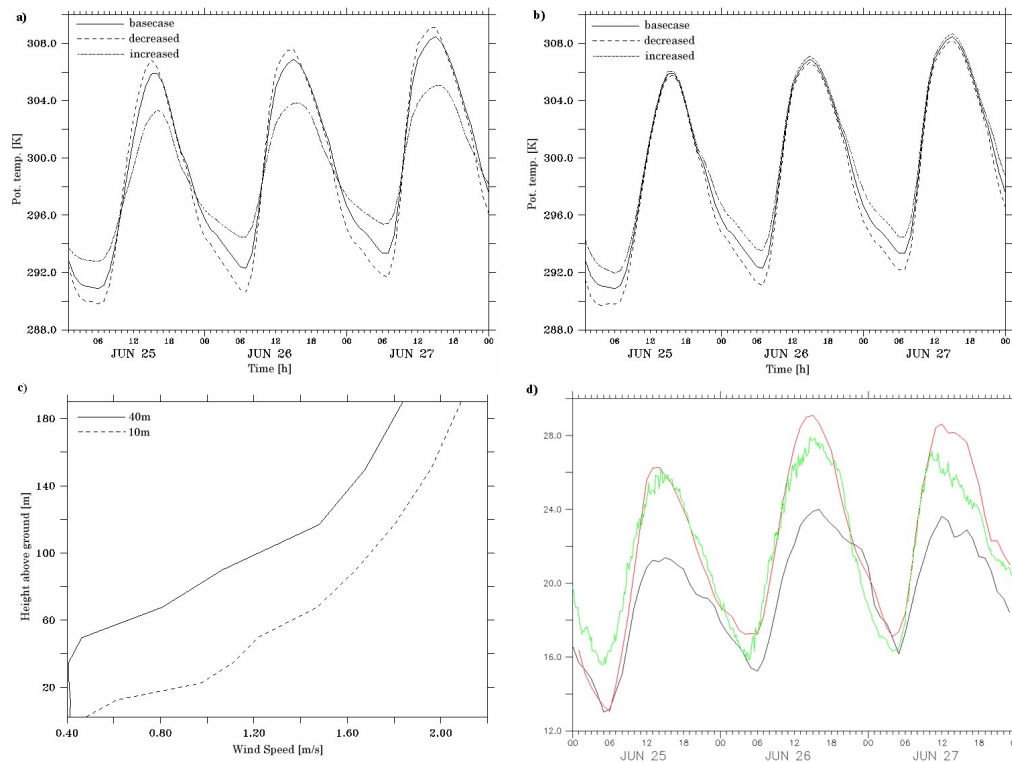 a)
basecase
decreased
increased
308.0
304.0
300.0
296.0
292.0
288.0
Pot. temp. [K]
06 12 18 00 06 12 18 00 06 12 18 00
JUN 25 JUN 26 JUN 27
Time [h]
b)
basecase
decreased
increased
308.0
304.0
300.0
296.0
292.0
288.0
Pot. temp. [K]
06 12 18 00 06 12 18 00 06 12 18 00
JUN 25 JUN 26 JUN 27
Time [h]
c)
40m
10m
180
140
100
60
20
Height above ground [m]
0.40 0.80 1.20 1.60 2.00
Wind Speed [m/s]
d)
28.0
24.0
20.0
16.0
12.0
00 06 12 18 00 06 12 18 00 06 12 18 00
JUN 25 JUN 26 JUN 27